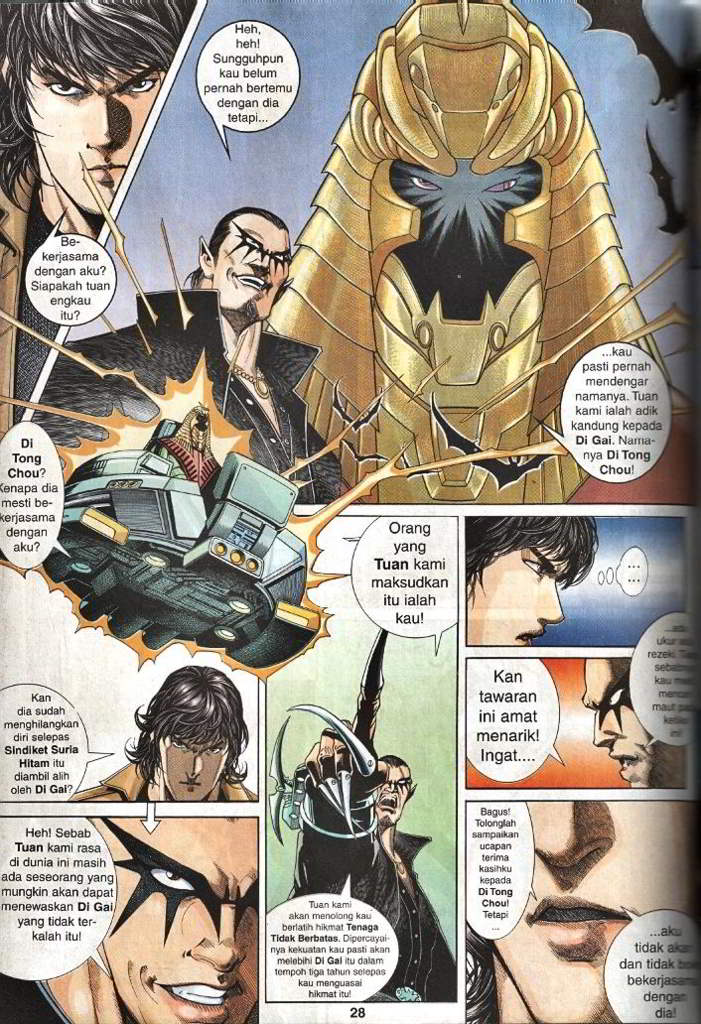 Heh,
heh!
Sungguhpun
kau belum
pernah bertemu
dengan dia
tetapi...
Be-
kerjasama
dengan aku?
Siapakah tuan
engkau
itu?
...kau
pasti pernah
mendengar
namanya. Tuan
kami ialah adik
kandung kepada
Di Gai. Nama-
nya Di Tong
Chou!
Di
Tong
Chou?
Kenapa dia
mesti be-
kerjasama
dengan
aku?
Orang
yang
Tuan kami
maksudkan
itu ialah
kau!
...
...
Kan
dia sudah
menghilangkan
diri selepas
Sindiket Suria
Hitam itu
diambil alih
oleh Di Gai?
Kan
tawaran
ini amat
menarik!
Ingat....
ukur
rezeki.
kau
maut
ini!
Heh! Sebab
Tuan kami rasa
di dunia ini masih
ada seseorang yang
mungkin akan dapat
menewaskan Di Gai
yang tidak ter-
kalah itu!
Tuan kami
akan menolong kau
berlatih hikmat Tenaga
Tidak Berbatas. Dipercayai-
nya kekuatan kau pasti akan
melebihi Di Gai itu dalam
tempoh tiga tahun selepas
kau menguasai
hikmat itu!
Bagus!
Tolonglah
sampaikan
ucapan
terima
kasihku
kepada
Di Tong
Chou!
Tetapi
...
...aku
tidak akan
dan tidak
bekerjasama
dengan
dia!
28